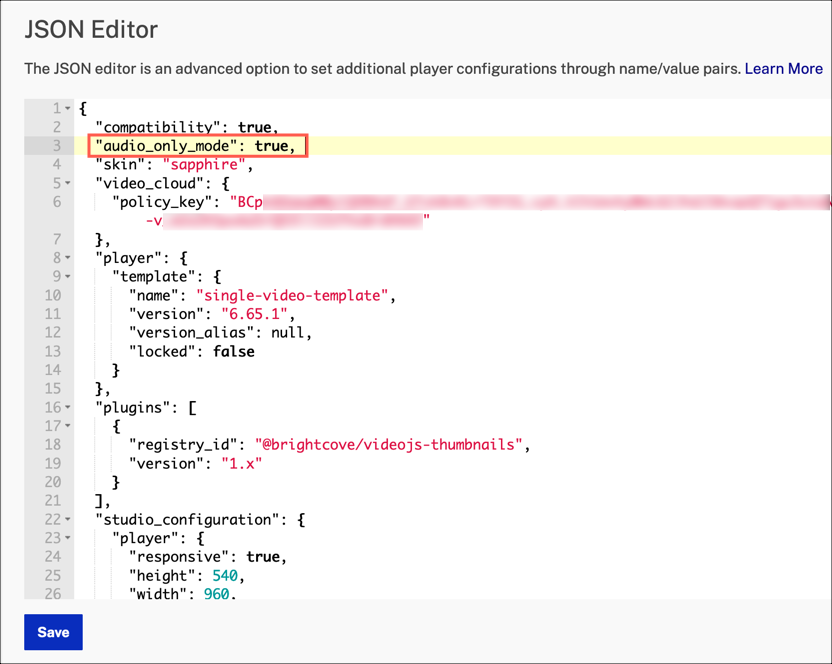 JSON Editor
The JSON editor is an advanced option to set additional player configurations through name/value pairs. Learn More
1 {
2 "compatibility": true,
3 "audio_only_mode": true,
4 "skin": "sapphire",
5 "video_cloud": {
6 "policy_key": "BCp
-v "
7 },
8 "player": {
9 "template": {
10 "name": "single-video-template",
11 "version": "6.65.1",
12 "version_alias": null,
13 "locked": false
14 }
15 },
16 "plugins": [
17 {
18 "registry_id": "@brightcove/videojs-thumbnails",
19 "version": "1.x"
20 }
21 ],
22 "studio_configuration": {
23 "player": {
24 "responsive": true,
25 "height": 540,
26 "width": 960,
Save